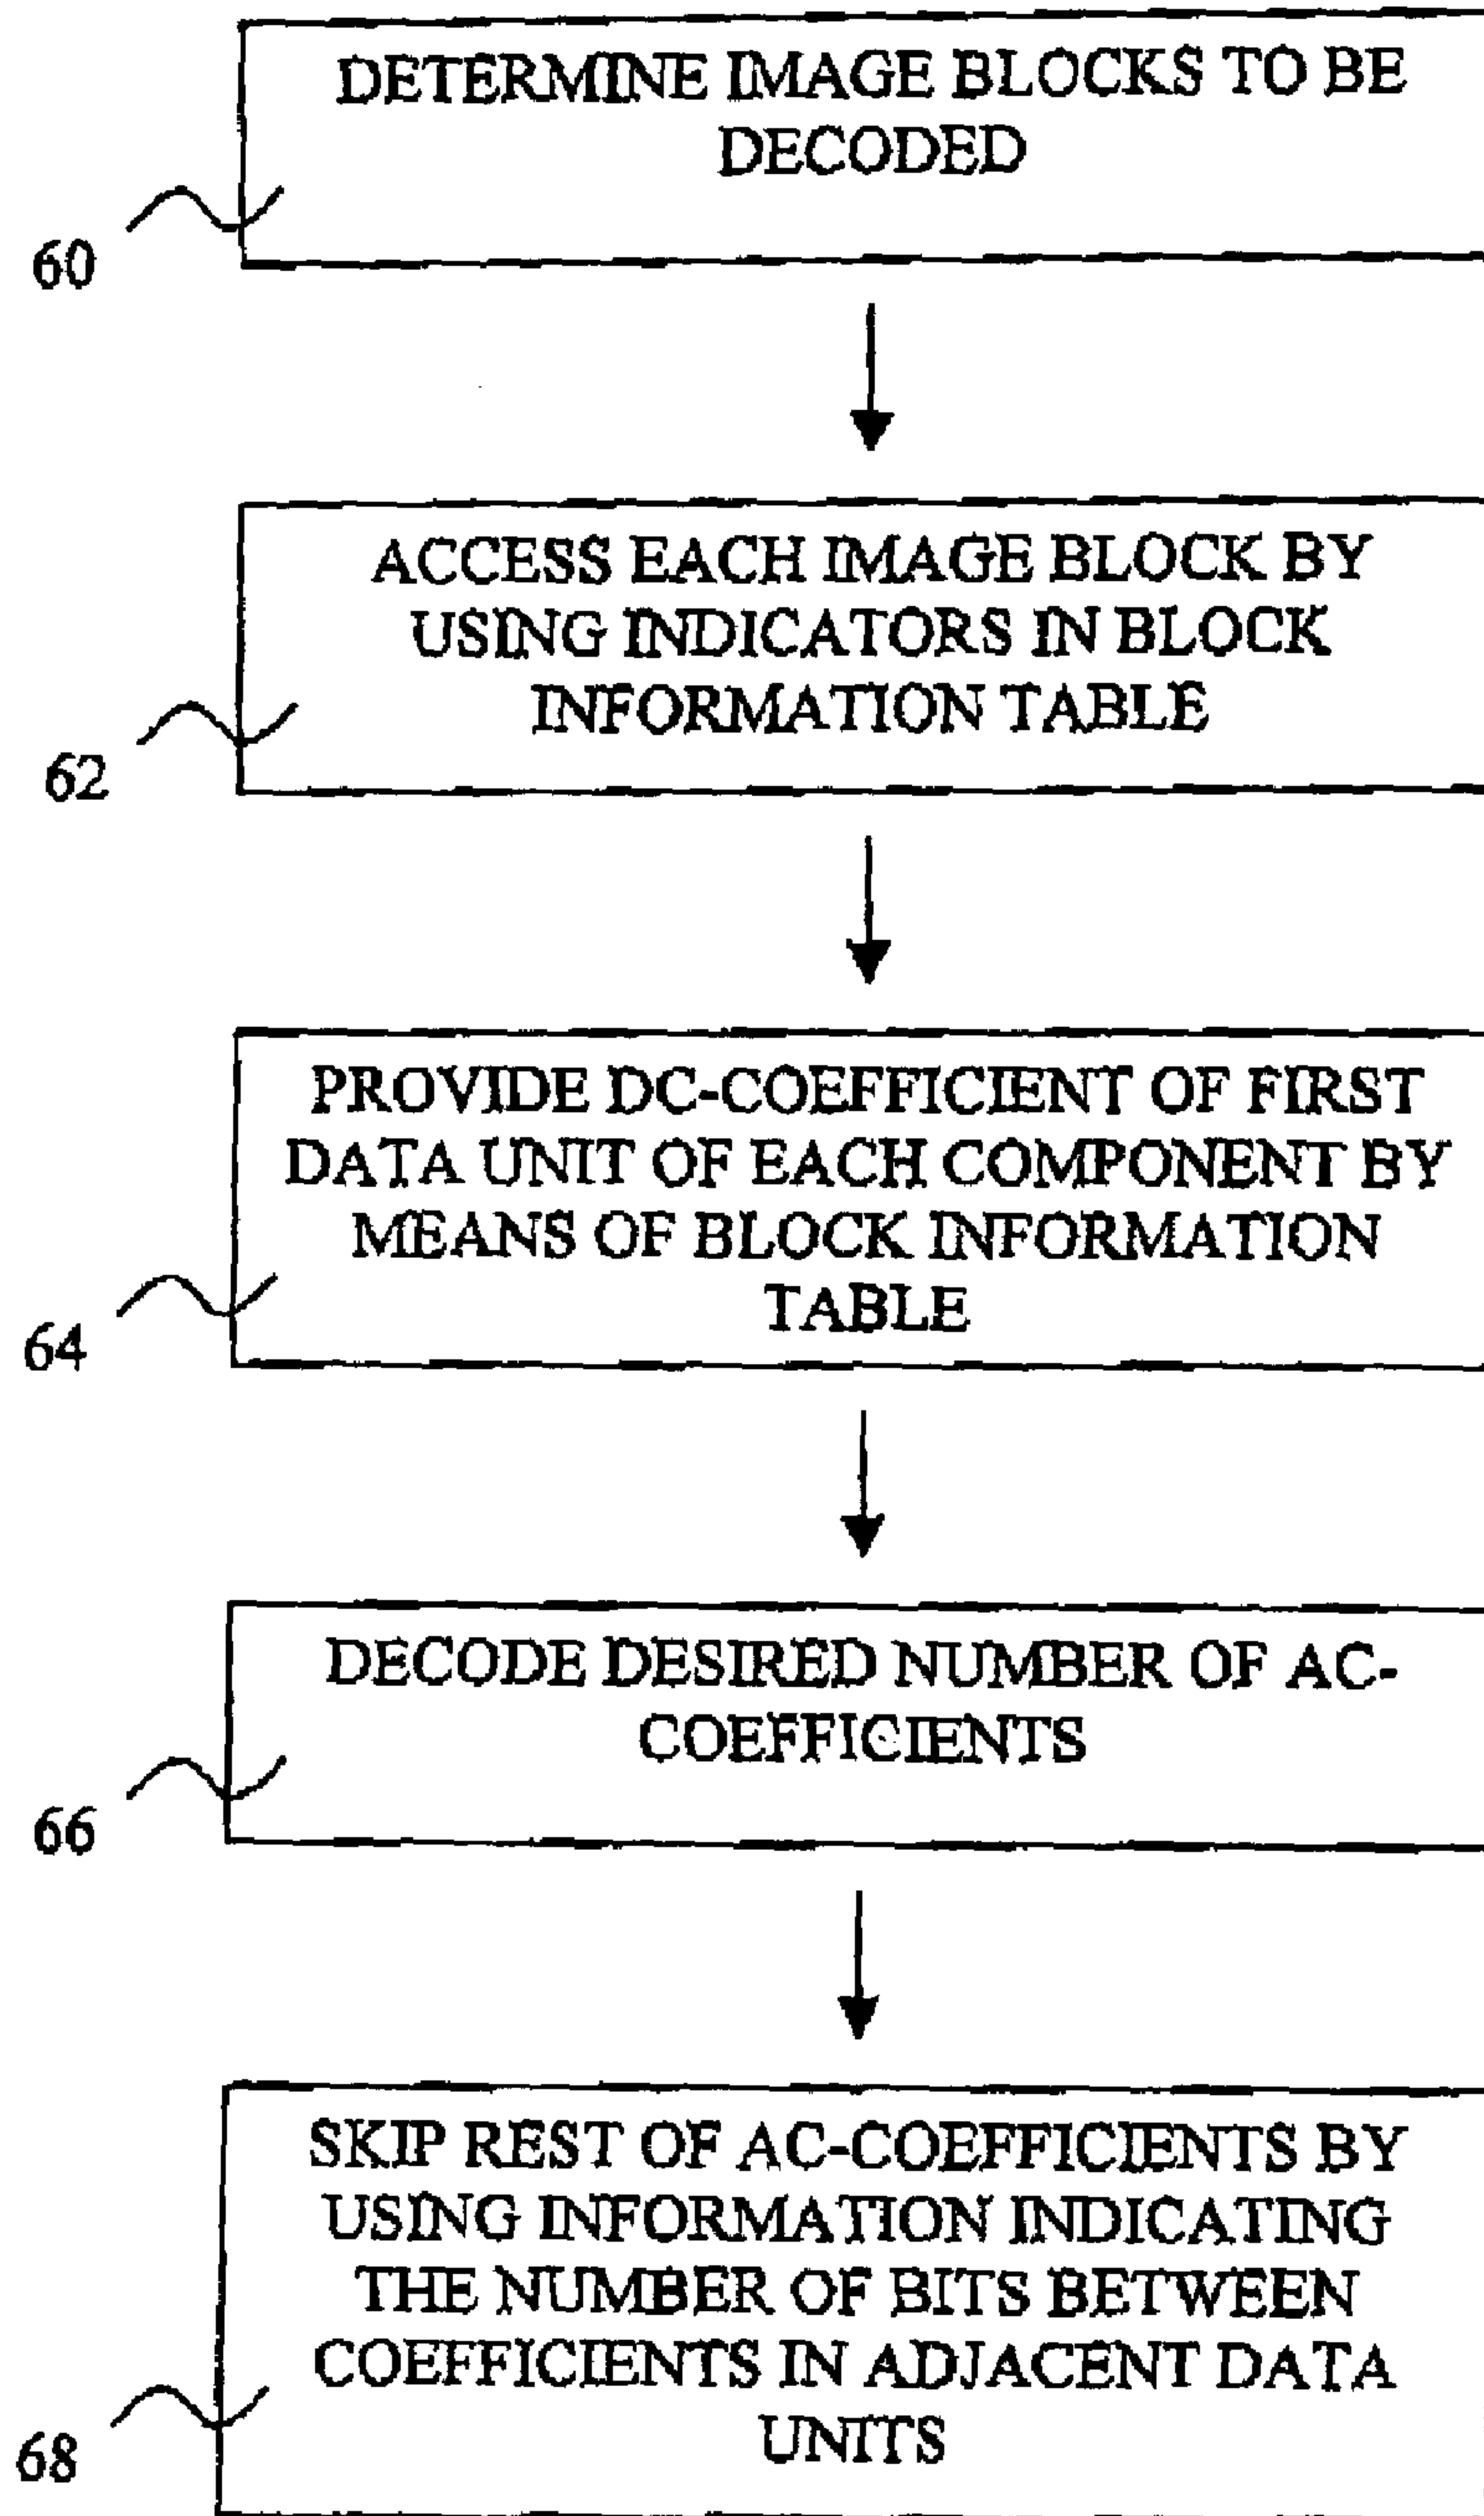 DETERMINE IMAGE BLOCKS TO BE
DECODED
60
ACCESS EACH IMAGE BLOCK BY
USING INDICATORS IN BLOCK
INFORMATION TABLE
62
PROVIDE DC-COEFFICIENT OF FIRST
DATA UNIT OF EACH COMPONENT BY
MEANS OF BLOCK INFORMATION
TABLE
64
DECODE DESIRED NUMBER OF AC-
COEFFICIENTS
66
SKIP REST OF AC-COEFFICIENTS BY
USING INFORMATION INDICATING
THE NUMBER OF BITS BETWEEN
COEFFICIENTS IN ADJACENT DATA
UNITS
68